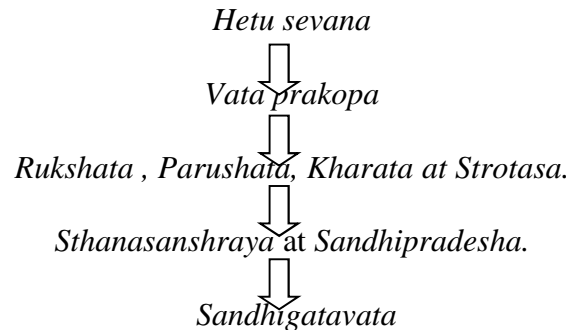 Hetu sevana
Vata prakopa
Rukshata , Parushata, Kharata at Strotasa.
Sthanasanshraya at Sandhipradesha.
Sandhigatavata